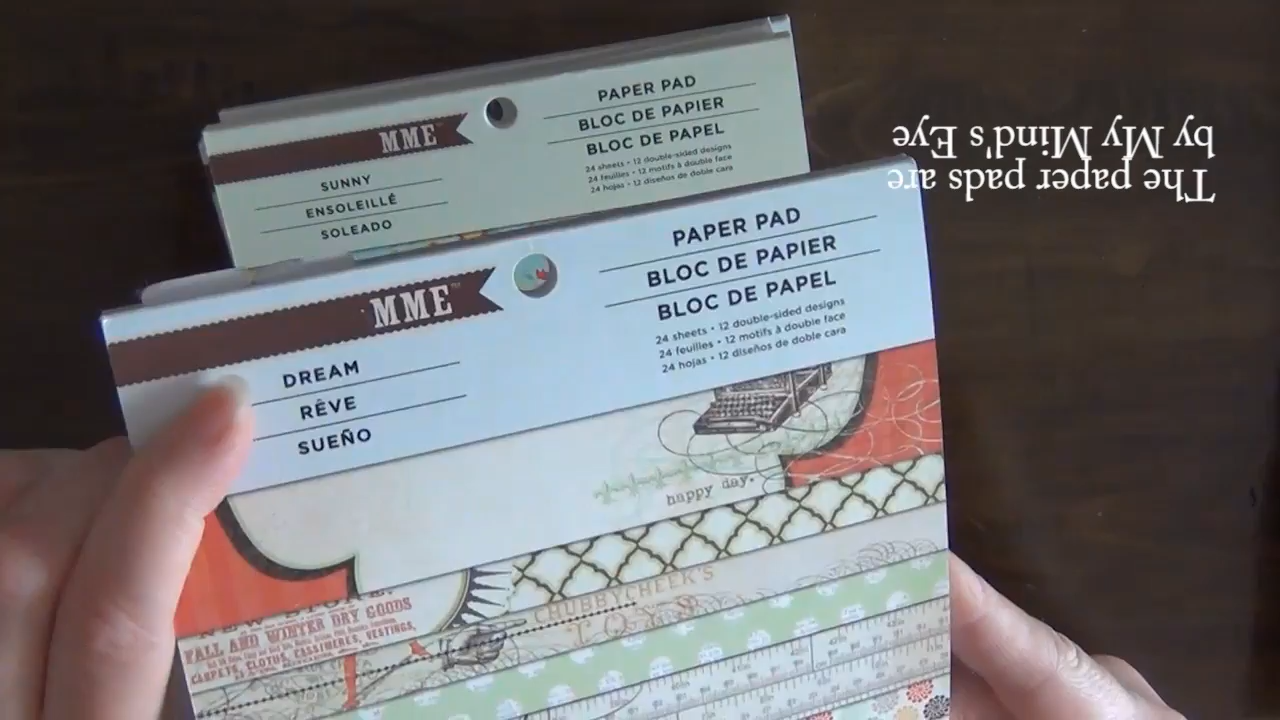 MME
SUNNY
ENSOLEILLÉ
SOLEADO
PAPER PAD
BLOC DE PAPIER
BLOC DE PAPEL
24 sheets • 12 double-sided designs
24 feuilles • 12 motifs à double face
24 hojas • 12 diseños de doble cara
The paper pads are
by My Mind's Eye
MME
DREAM
RÊVE
SUEÑO
PAPER PAD
BLOC DE PAPIER
BLOC DE PAPEL
24 sheets • 12 double-sided designs
24 feuilles • 12 motifs à double face
24 hojas • 12 diseños de doble cara
happy day.
CHUBBYCHEEK'S
TOYS
FALL AND WINTER DRY GOODS
CARPETS, CLOTHS, CASSIMERES, VESTINGS,